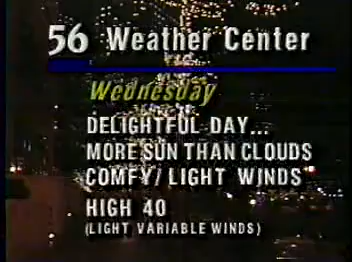 56 Weather Center
Wednesday
DELIGHTFUL DAY...
MORE SUN THAN CLOUDS
COMFY/LIGHT WINDS
HIGH 40
(LIGHT VARIABLE WINDS)